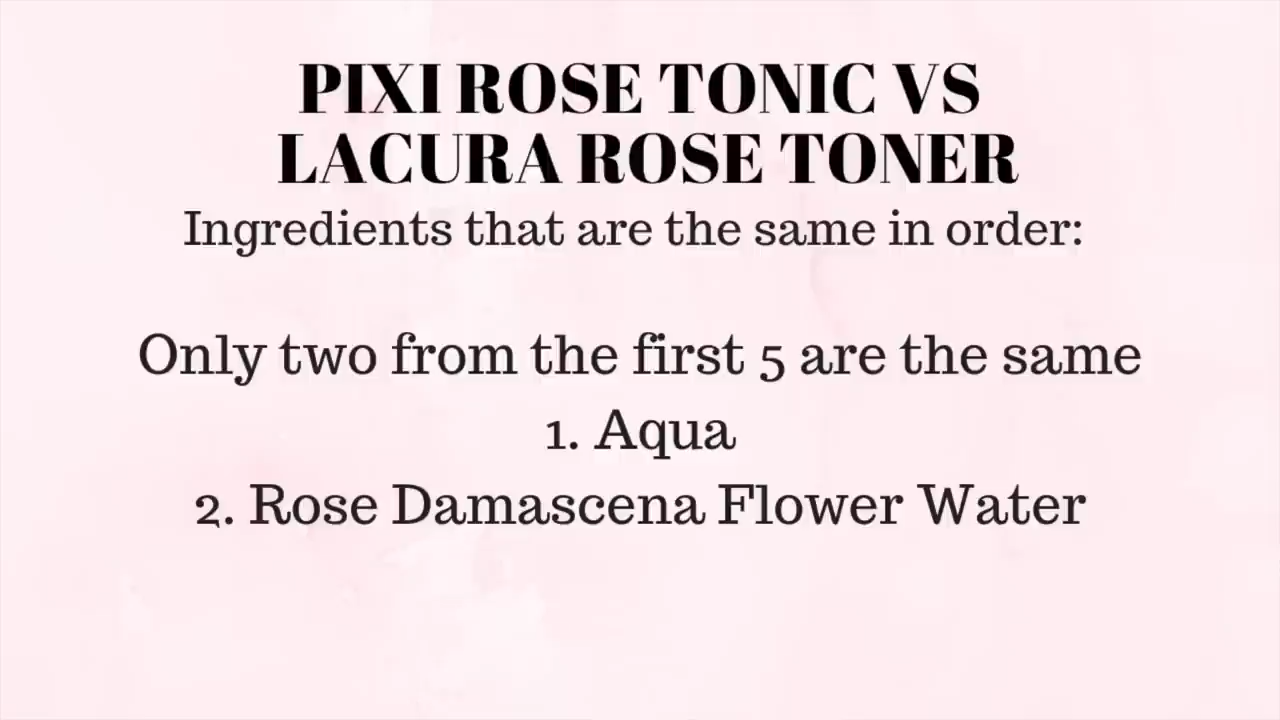 PIXI ROSE TONIC VS
LACURA ROSE TONER
Ingredients that are the same in order:
Only two from the first 5 are the same
1. Aqua
2. Rose Damascena Flower Water